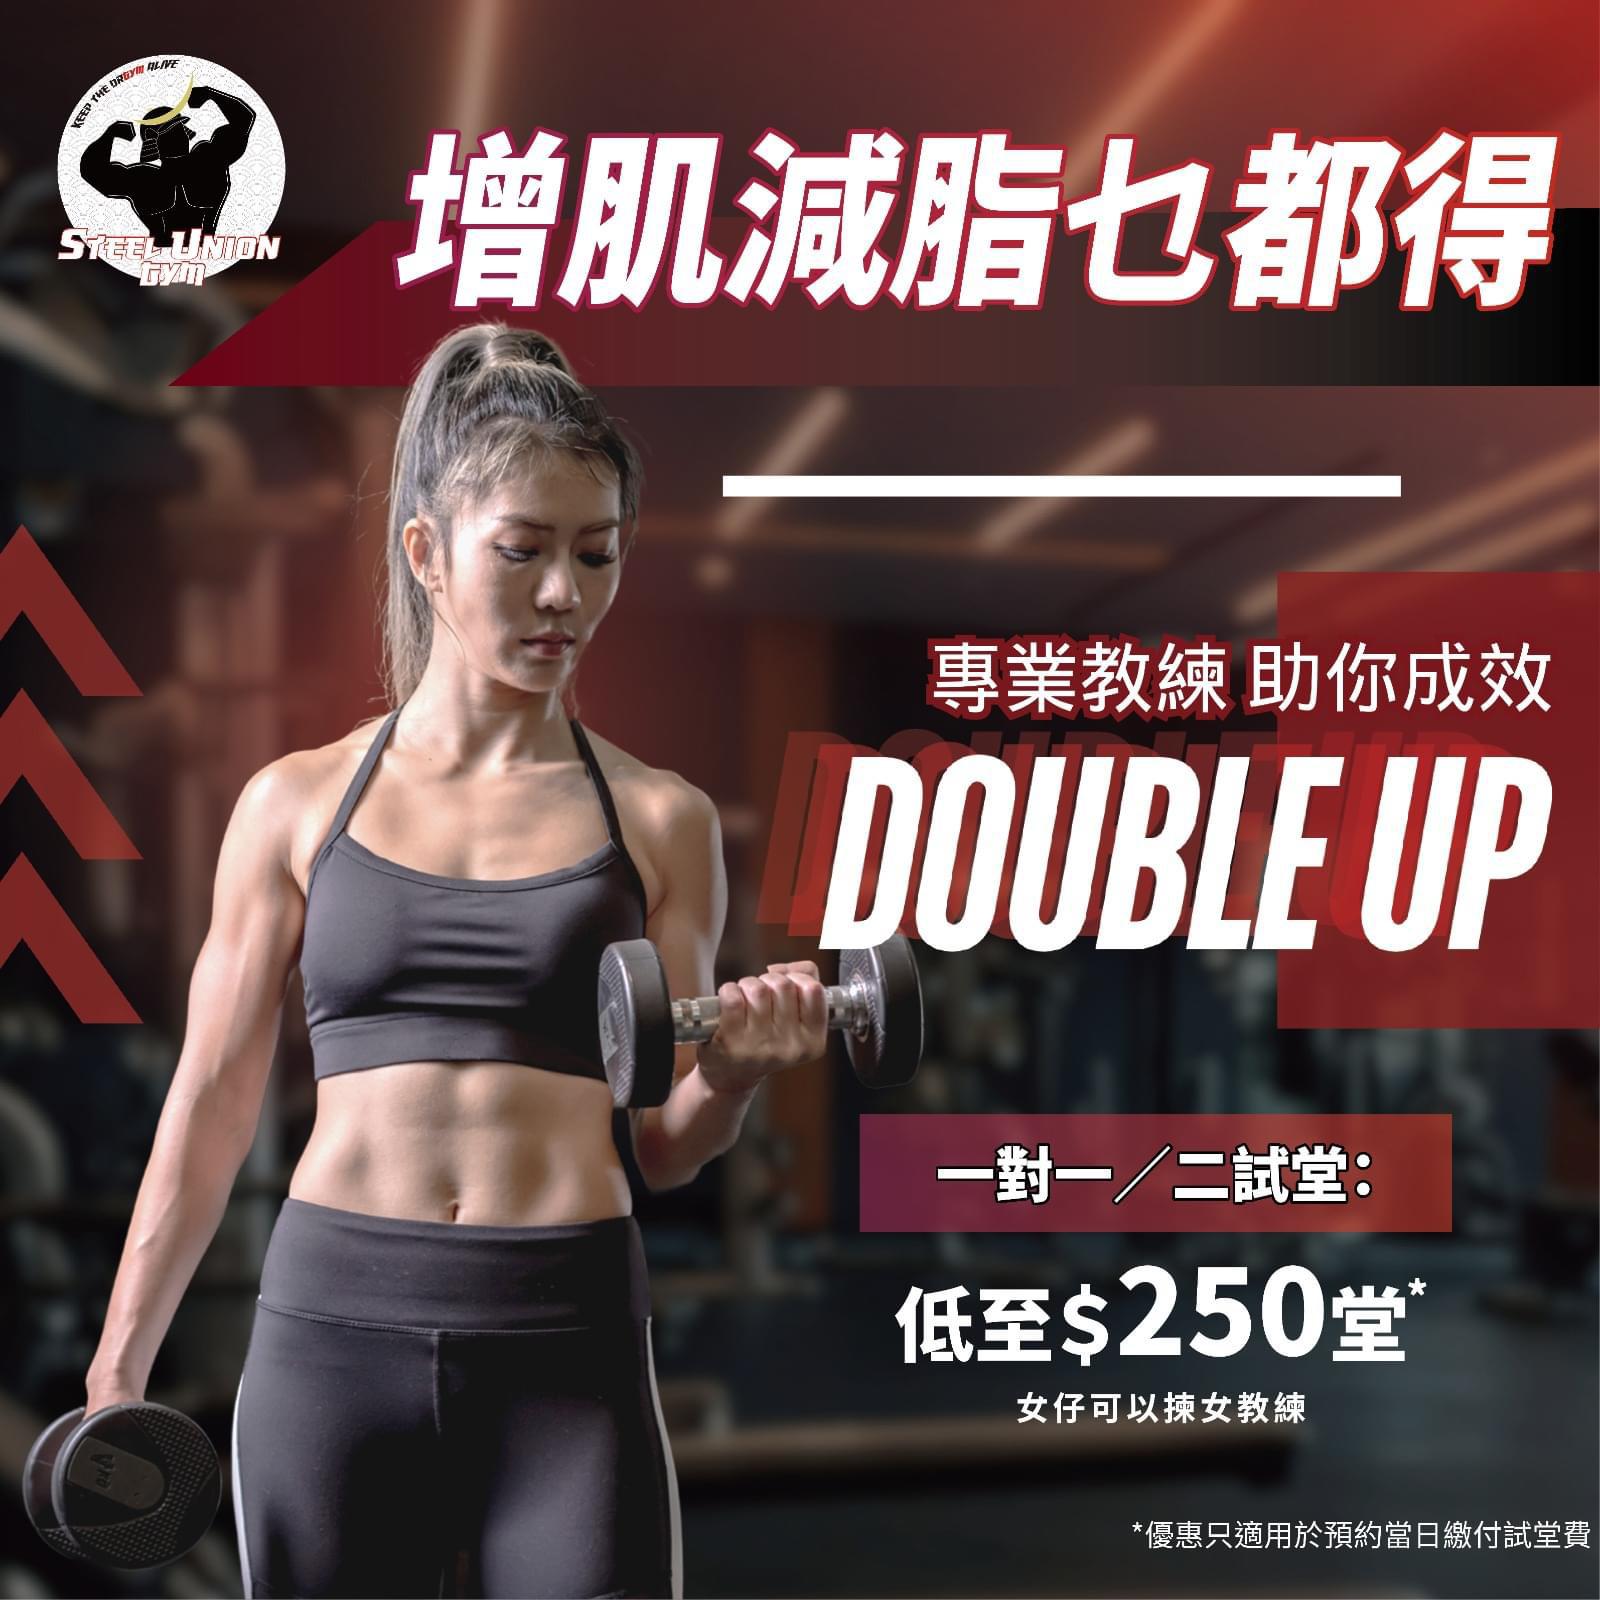 KEEP THE DRGYM ALIVE
STEEL UNION
GYM
增肌減脂乜都得
專業教練 助你成效
DOUBLE UP
一對一／二試堂：
低至$250堂*
女仔可以揀女教練
*優惠只適用於預約當日繳付試堂費